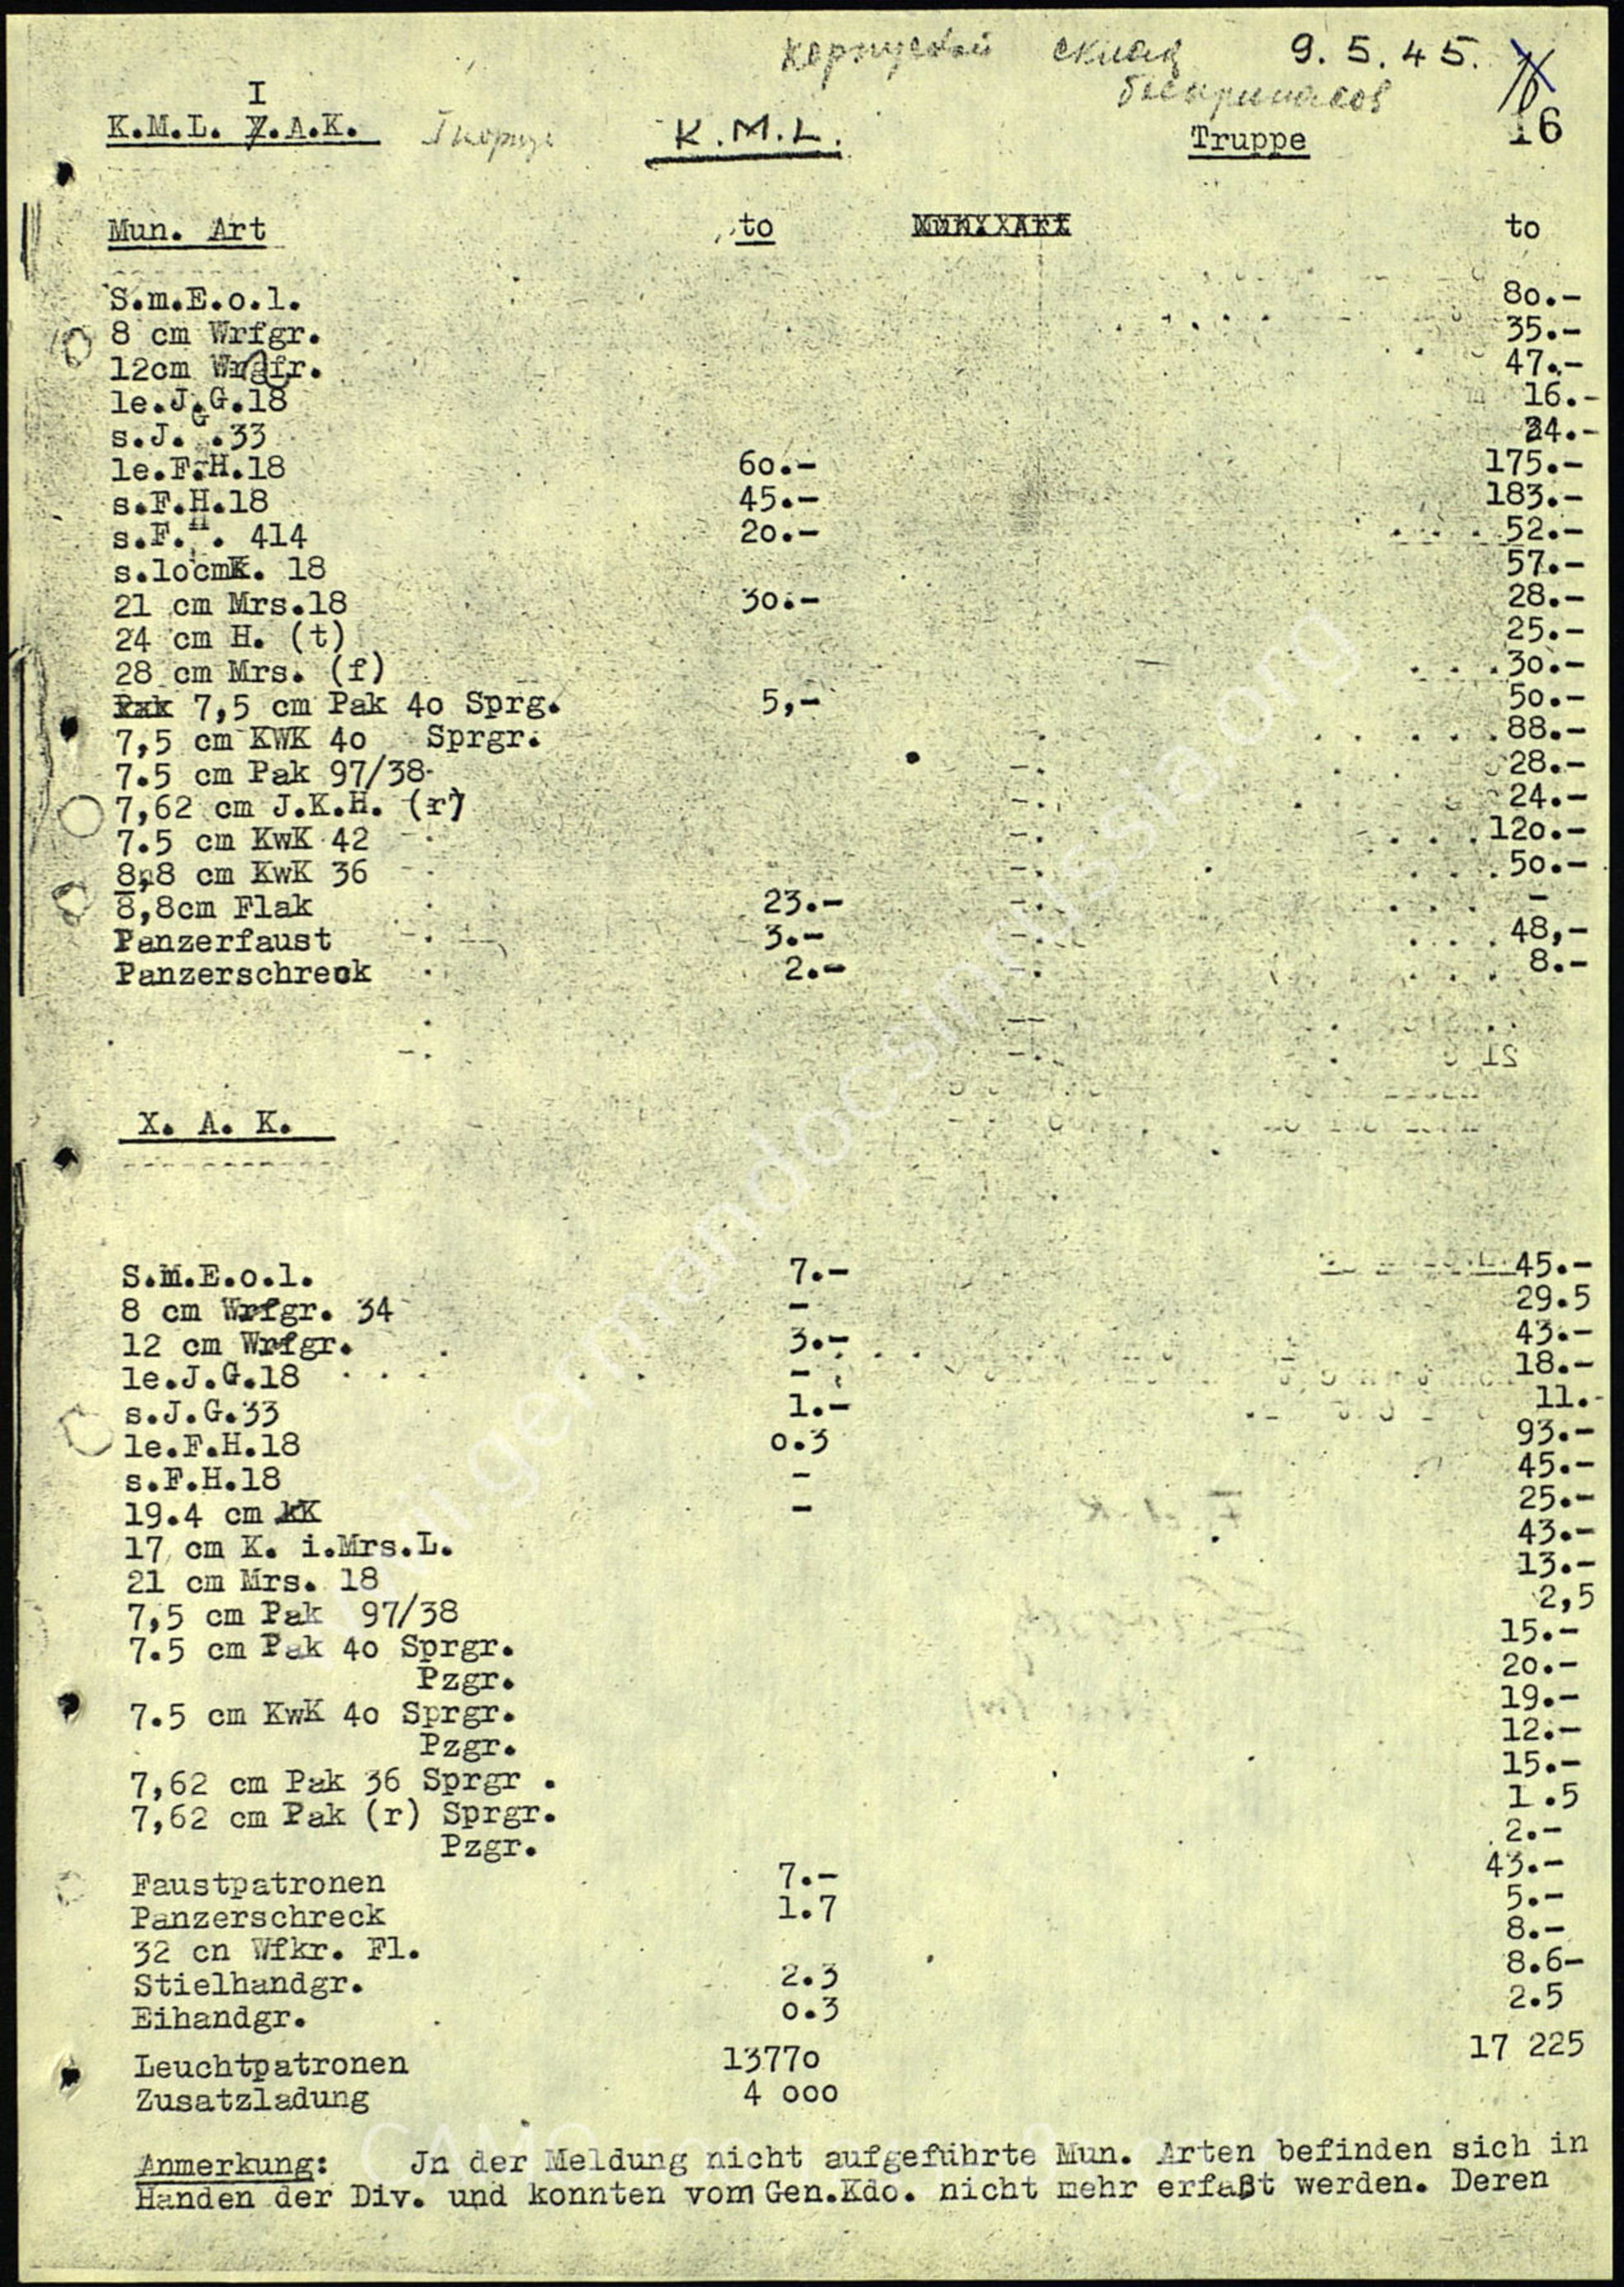 корпусной склад 9.5.45.
боеприпасов
16
I
K.M.L. X.A.K. I корпус K.M.L. Truppe
Mun. Art to Mun. Art to
S.m.E.o.l. 8o.-
8 cm Wrfgr. 35.-
12cm Wrgfr. 47.-
le.J.G.18 16.-
s.J.G.33 24.-
le.F.H.18 6o.- 175.-
s.F.H.18 45.- 183.-
s.F.H. 414 2o.- 52.-
s.1ocmK. 18 57.-
21 cm Mrs.18 3o.- 28.-
24 cm H. (t) 25.-
28 cm Mrs. (f) 3o.-
Pak 7,5 cm Pak 4o Sprg. 5,- 5o.-
7,5 cm KWK 4o Sprgr. 88.-
7.5 cm Pak 97/38 28.-
7,62 cm J.K.H. (r) 24.-
7.5 cm KwK 42 12o.-
8,8 cm KwK 36 5o.-
8,8cm Flak 23.- -
Panzerfaust 3.- 48,-
Panzerschreck 2.- 8.-
X. A. K.
S.m.E.o.l. 7.- 45.-
8 cm Wrfgr. 34 - 29.5
12 cm Wrfgr. 3.- 43.-
le.J.G.18 - 18.-
s.J.G.33 1.- 11.-
le.F.H.18 o.3 93.-
s.F.H.18 - 45.-
19.4 cm K - 25.-
17 cm K. i.Mrs.L. 43.-
21 cm Mrs. 18 13.-
7,5 cm Pak 97/38 2,5
7.5 cm Pak 4o Sprgr. 15.-
Pzgr. 2o.-
7.5 cm KwK 4o Sprgr. 19.-
Pzgr. 12.-
7,62 cm Pak 36 Sprgr . 15.-
7,62 cm Pak (r) Sprgr. 1.5
Pzgr. 2.-
Faustpatronen 7.- 43.-
Panzerschreck 1.7 5.-
32 cn Wfkr. Fl. 8.-
Stielhandgr. 2.3 8.6-
Eihandgr. o.3 2.5
Leuchtpatronen 1377o 17 225
Zusatzladung 4 ooo
Anmerkung: Jn der Meldung nicht aufgeführte Mun. Arten befinden sich in
Handen der Div. und konnten vom Gen.Kdo. nicht mehr erfaßt werden. Deren
wwii.germandocsinrussia.org